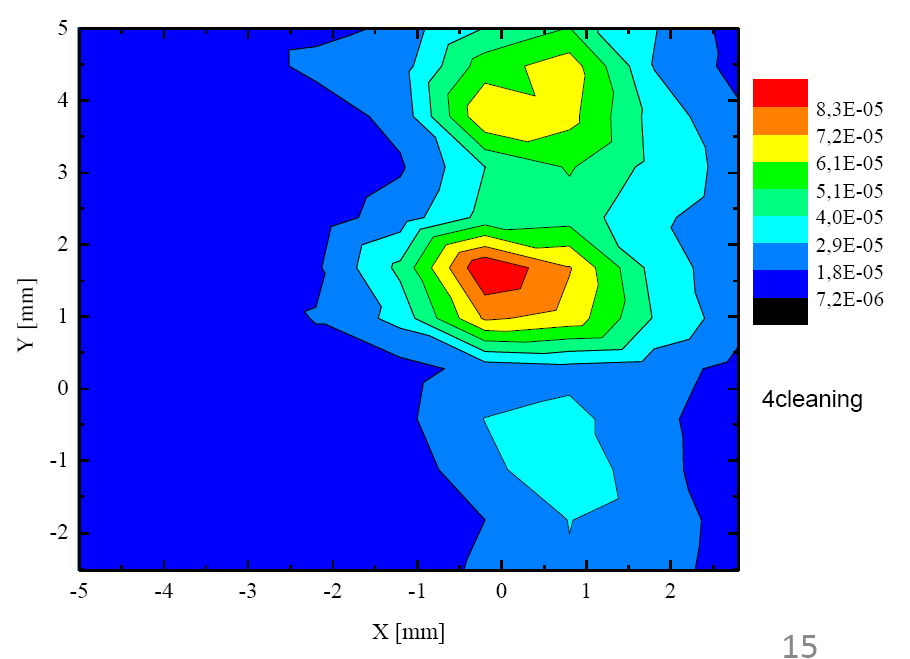 5
4
3
2
1
0
-1
-2
Y [mm]
-5 -4 -3 -2 -1 0 1 2
X [mm]
8,3E-05
7,2E-05
6,1E-05
5,1E-05
4,0E-05
2,9E-05
1,8E-05
7,2E-06
4cleaning
15